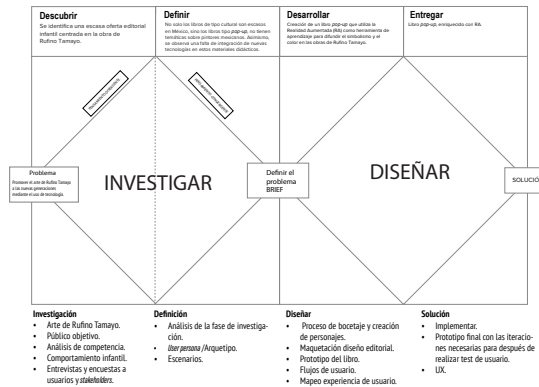 Descubrir
Se identifica una escasa oferta editorial
infantil centrada en la obra de
Rufino Tamayo.
Definir
No solo los libros de tipo cultural son escasos
en México, sino los libros tipo pop-up, no tienen
temáticas sobre pintores mexicanos. Asimismo,
se observa una falta de integración de nuevas
tecnologías en estos materiales didácticos.
Desarrollar
Creación de un libro pop-up que utilice la
Realidad Aumentada (RA) como herramienta de
aprendizaje para difundir el simbolismo y el
color en las obras de Rufino Tamayo.
Entregar
Libro pop-up, enriquecido con RA.
Problema
Promover el arte de Rufino Tamayo
a las nuevas generaciones
mediante el uso de tecnología.
INVESTIGAR
Definir el
problema
BRIEF
DISEÑAR
SOLUCIÓ
Investigación
• Arte de Rufino Tamayo.
• Público objetivo.
• Análisis de competencia.
• Comportamiento infantil.
• Entrevistas y encuestas a
usuarios y stakeholders.
Definición
• Análisis de la fase de investiga-
ción.
• User persona /Arquetipo.
• Escenarios.
Diseñar
• Proceso de bocetaje y creación
de personajes.
• Maquetación diseño editorial.
• Prototipo del libro.
• Flujos de usuario.
• Mapeo experiencia de usuario.
Solución
• Implementar.
• Prototipo final con las iteracio-
nes necesarias para después de
realizar test de usuario.
• UX.